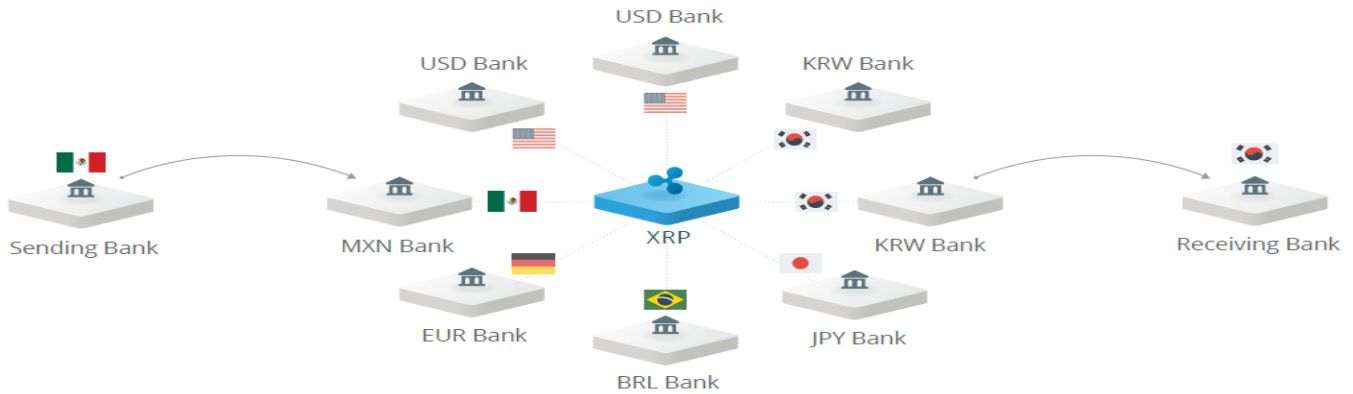 USD Bank
USD Bank
KRW Bank
Sending Bank
MXN Bank
XRP
KRW Bank
Receiving Bank
EUR Bank
JPY Bank
BRL Bank